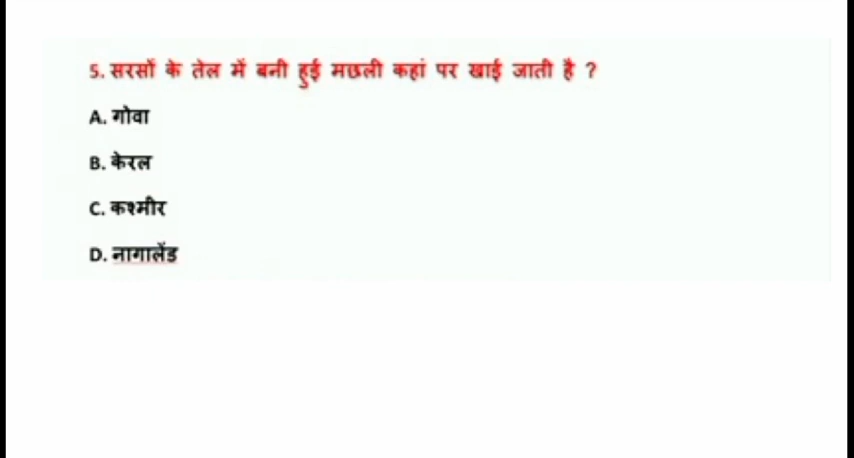 5. सरसों के तेल में बनी हुई मछली कहां पर खाई जाती है ?
A. गोवा
B. केरल
C. कश्मीर
D. नागालेंड